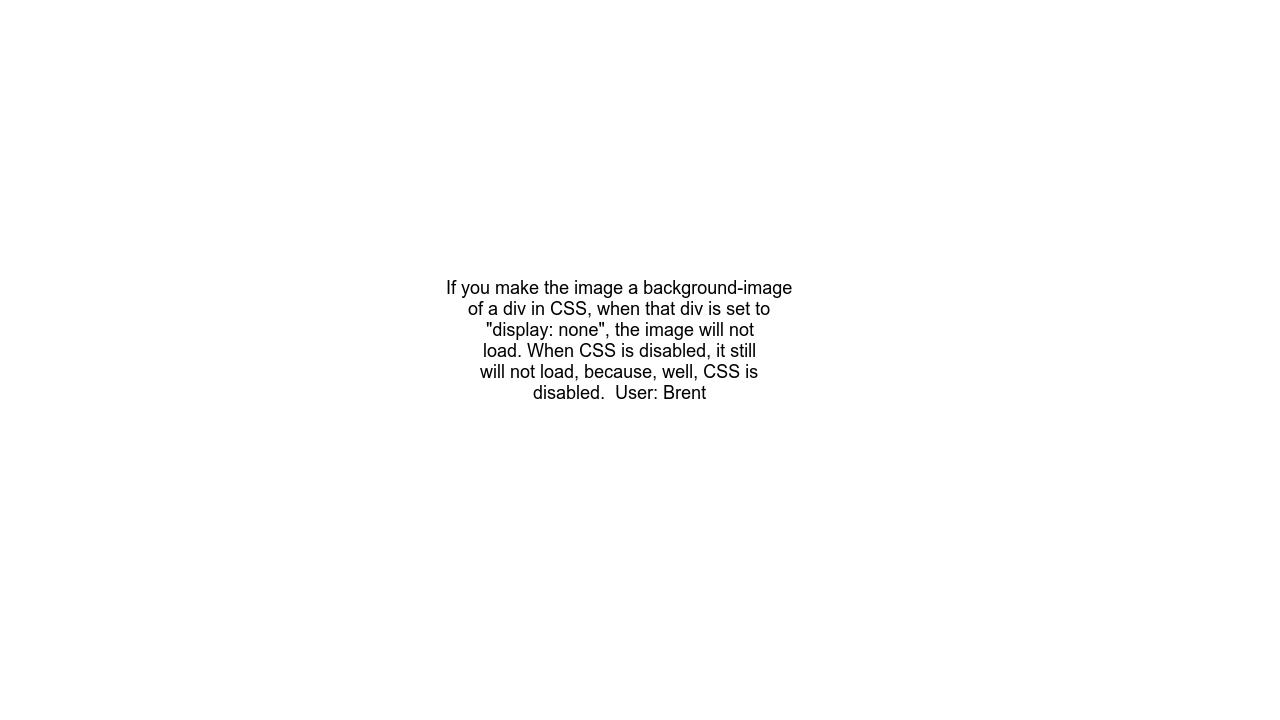 If you make the image a background-image
of a div in CSS, when that div is set to
"display: none", the image will not
load. When CSS is disabled, it still
will not load, because, well, CSS is
disabled.  User: Brent